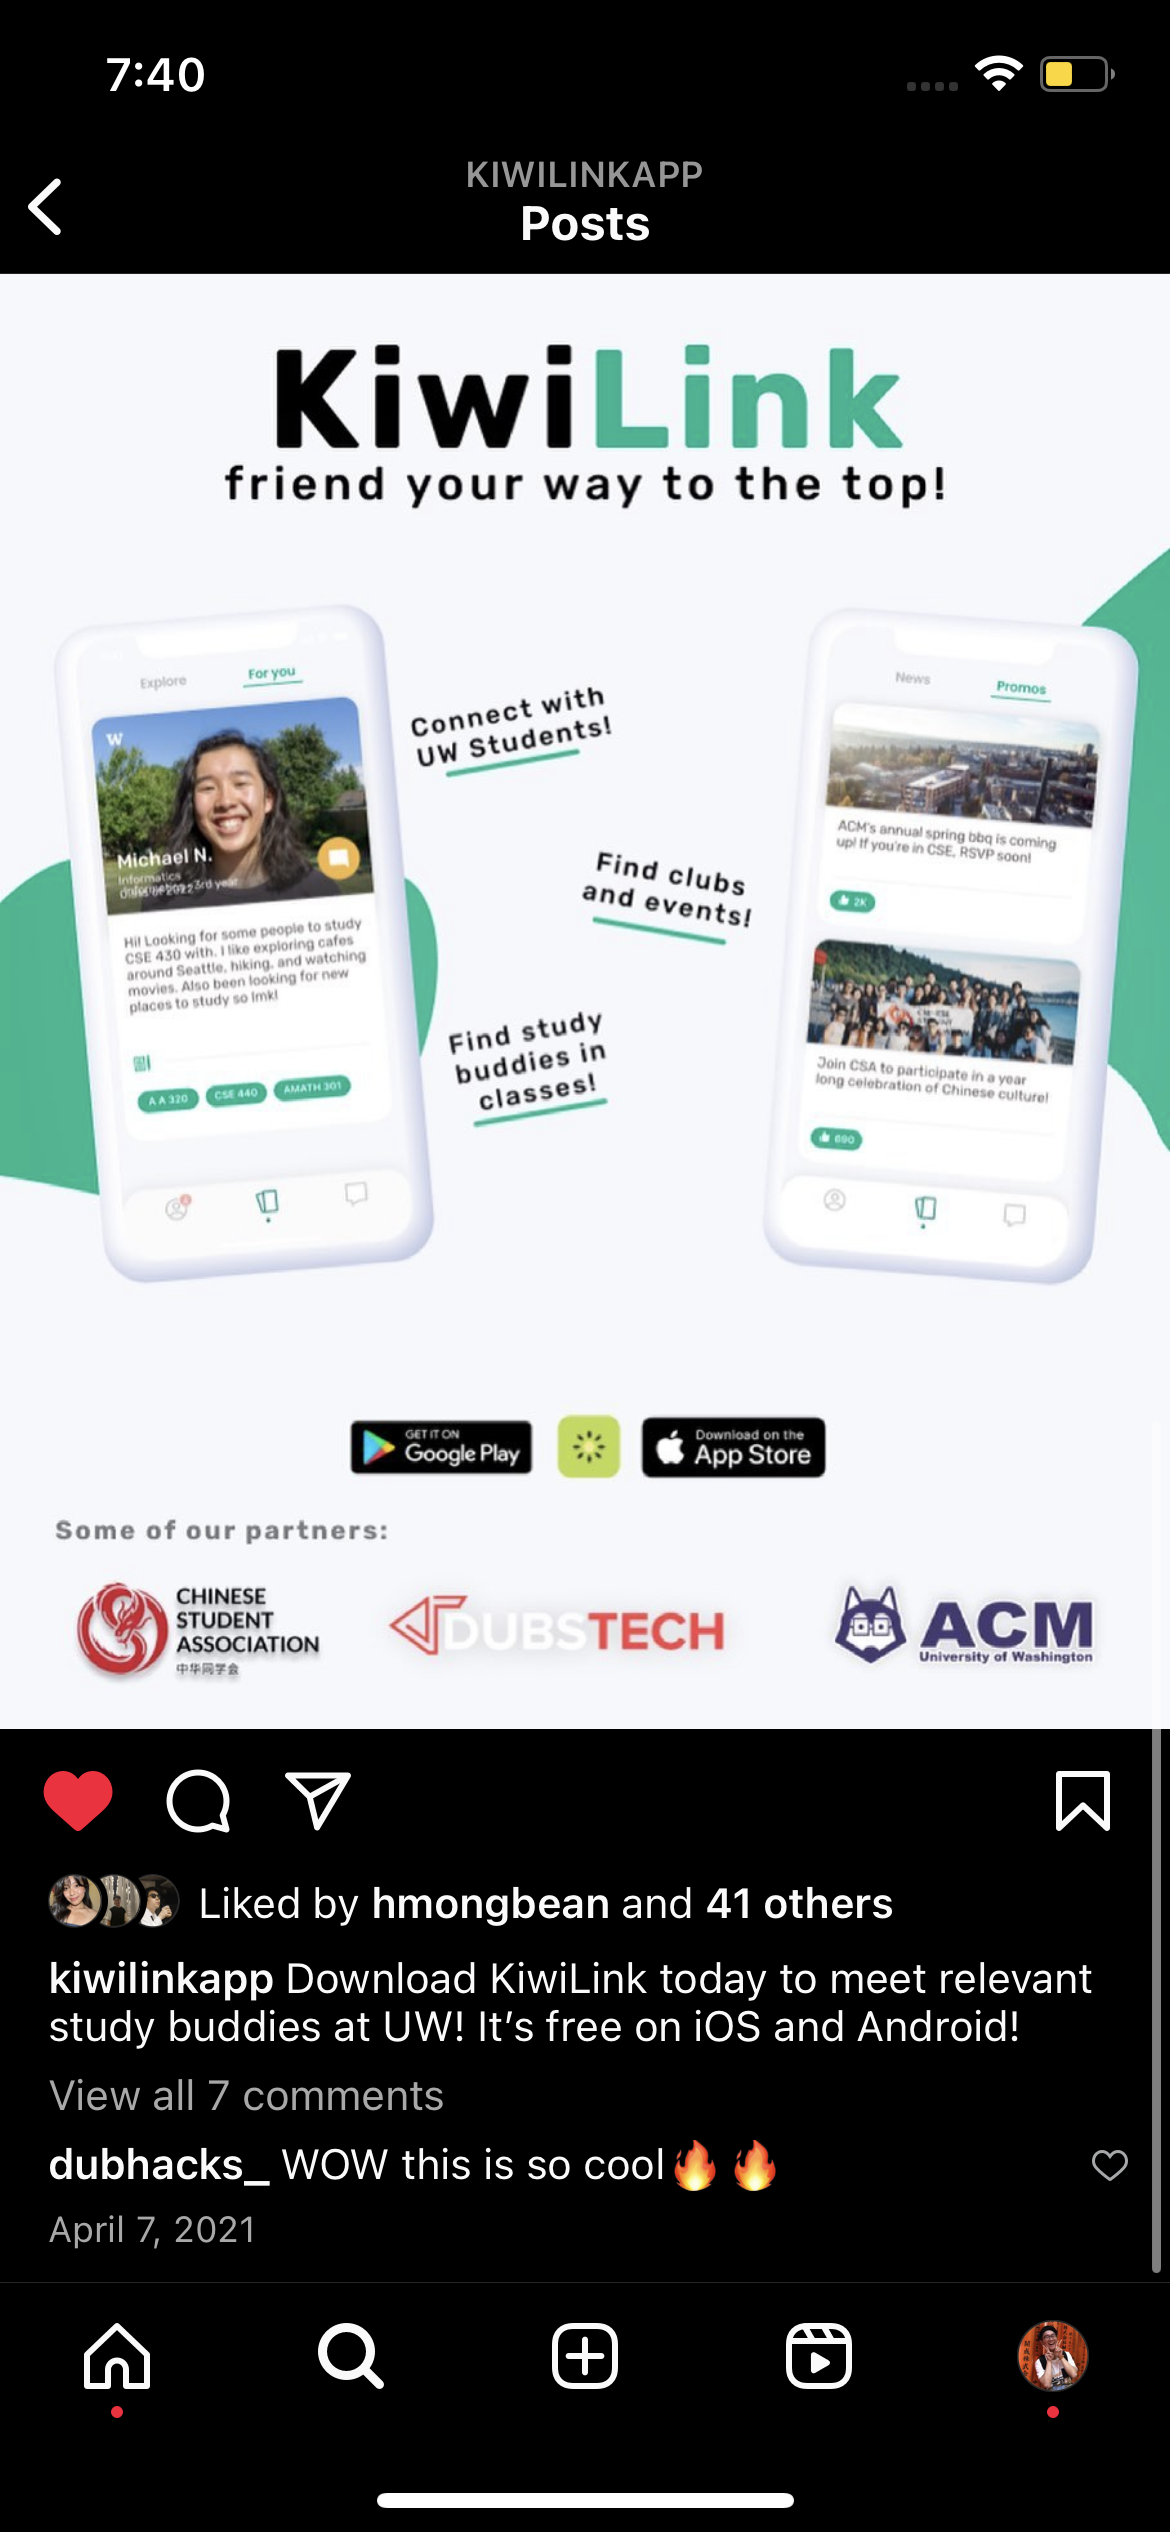 7:40
KIWILINKAPP
Posts
KiwiLink
friend your way to the top!
Explore For you
W
Michael N.
Informatics
Hi! Looking for some people to study
CSE 430 with. I like exploring cafes
around Seattle, hiking, and watching
movies. Also been looking for new
places to study so lmk!
A A 320 CSE 440 AMATH 301
Connect with
UW Students!
Find clubs
and events!
Find study
buddies in
classes!
News Promos
ACM's annual spring bbq is coming
up! If you're in CSE, RSVP soon!
2K
Join CSA to participate in a year
long celebration of Chinese culture!
690
GET IT ON
Google Play
Download on the
App Store
Some of our partners:
CHINESE
STUDENT
ASSOCIATION
中华同学会
DUBSTECH
ACM
University of Washington
Liked by hmongbean and 41 others
kiwilinkapp Download KiwiLink today to meet relevant
study buddies at UW! It’s free on iOS and Android!
View all 7 comments
dubhacks_ WOW this is so cool🔥🔥
April 7, 2021